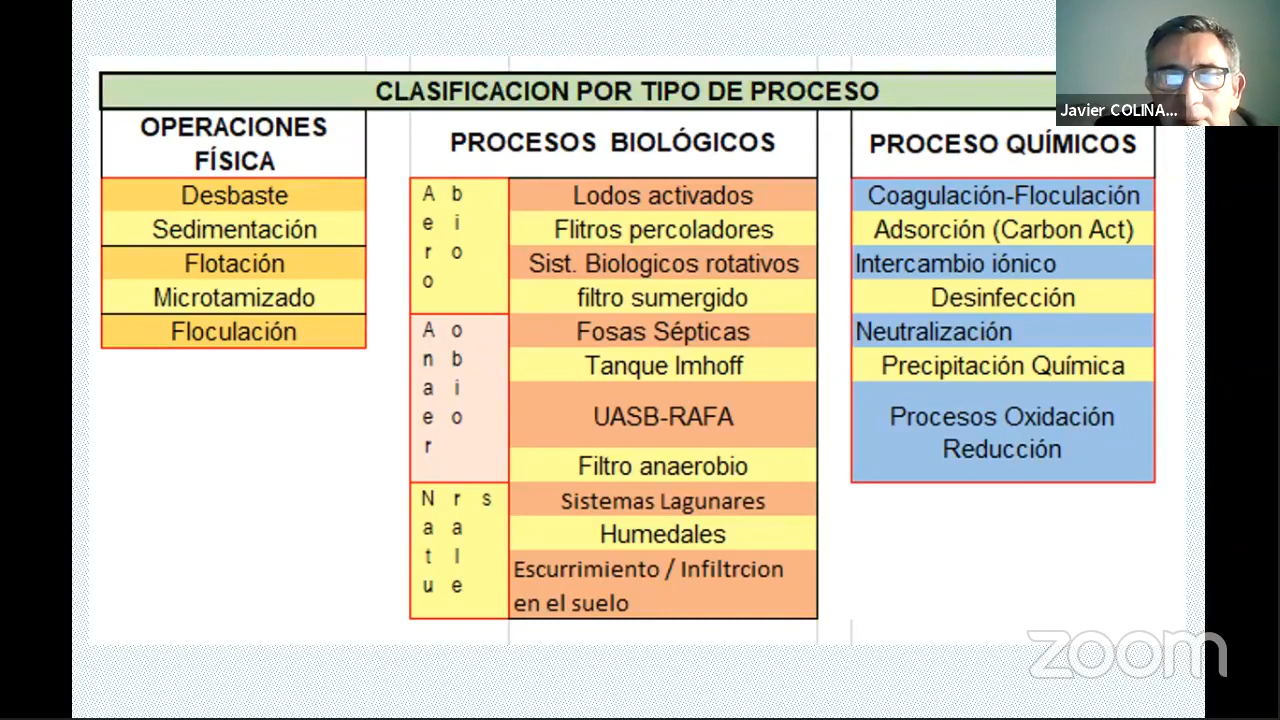 CLASIFICACION POR TIPO DE PROCESO
Javier COLINA...
OPERACIONES
FÍSICA
Desbaste
Sedimentación
Flotación
Microtamizado
Floculación
PROCESOS BIOLÓGICOS
A b
e i
r o
o
Lodos activados
Flitros percoladores
Sist. Biologicos rotativos
filtro sumergido
A o
n b
a i
e o
r
Fosas Sépticas
Tanque Imhoff
UASB-RAFA
Filtro anaerobio
N r s
a a
t l
u e
Sistemas Lagunares
Humedales
Escurrimiento / Infiltrcion
en el suelo
PROCESO QUÍMICOS
Coagulación-Floculación
Adsorción (Carbon Act)
Intercambio iónico
Desinfección
Neutralización
Precipitación Química
Procesos Oxidación
Reducción
zoom